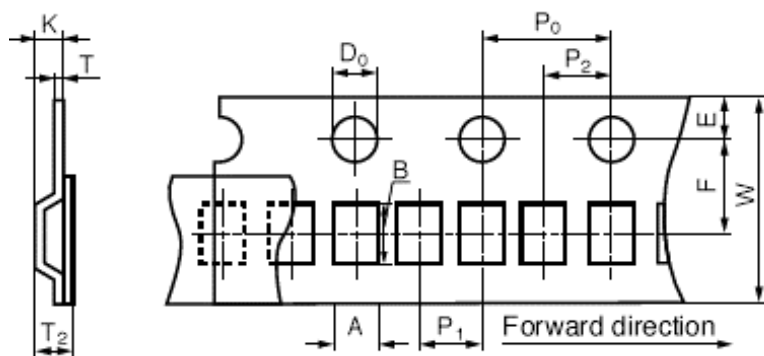 K
P₀
D₀
P₂
T
E
B
F
W
T₂
A
P₁
Forward direction